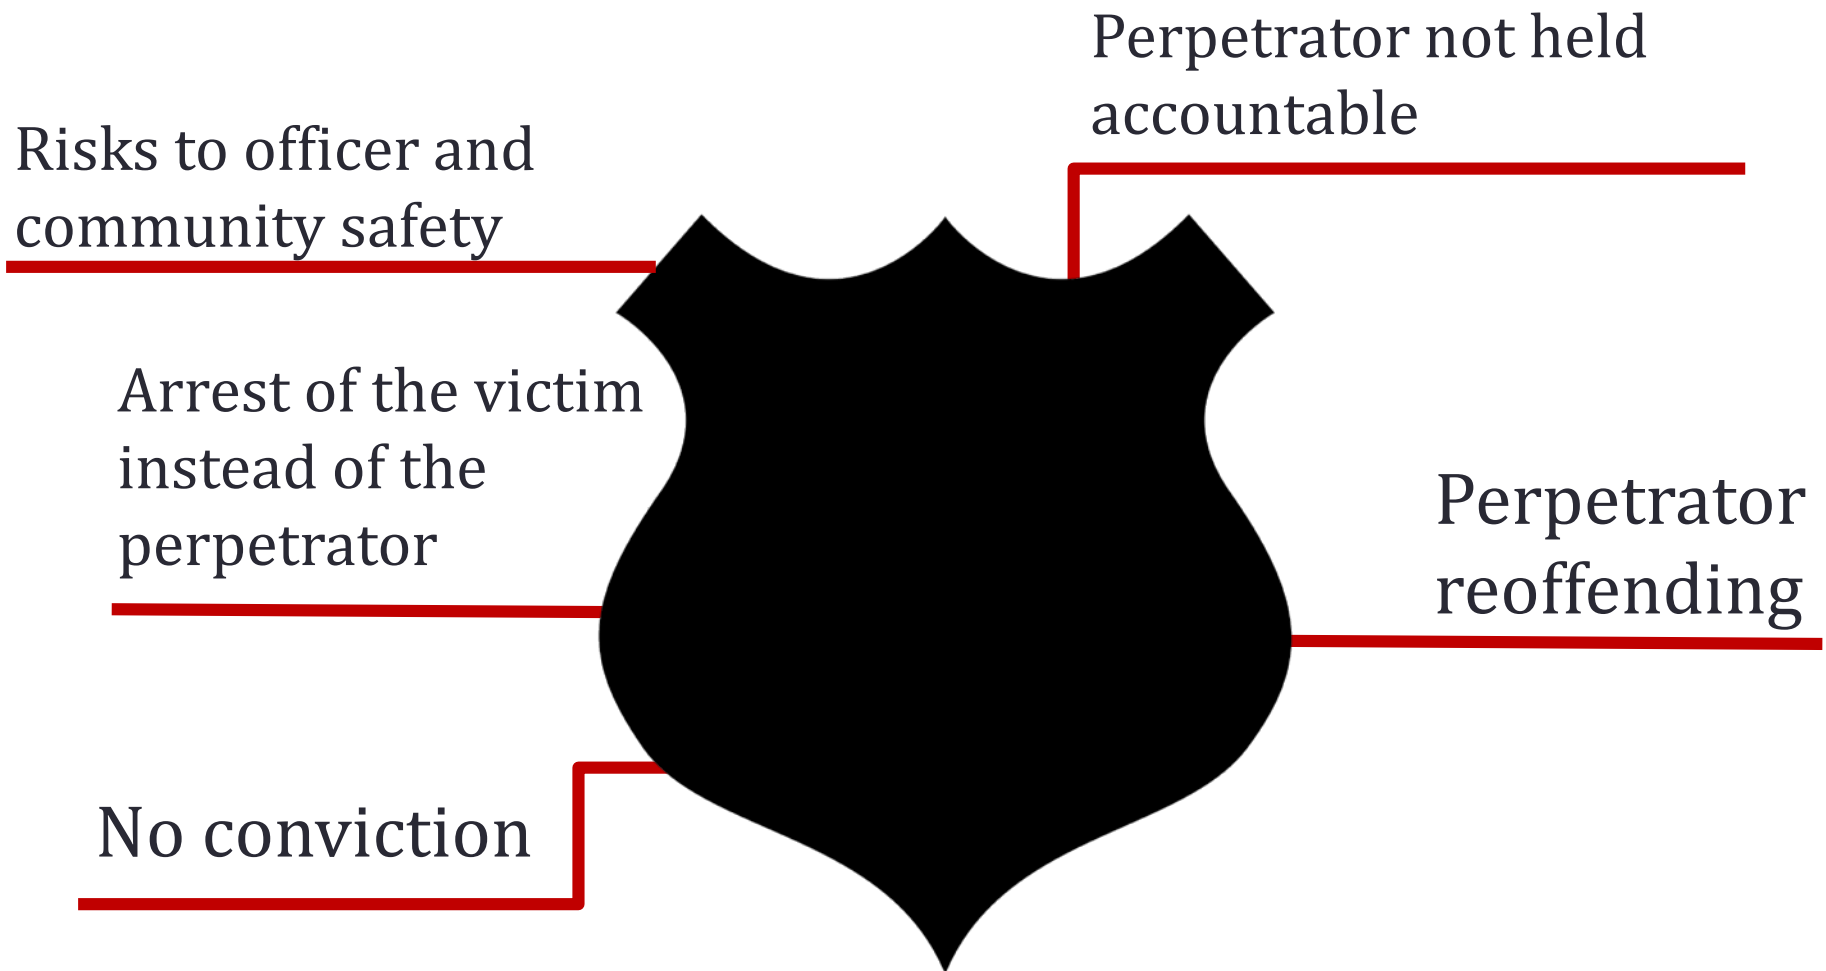 Perpetrator not held
accountable
Risks to officer and
community safety
Arrest of the victim
instead of the
perpetrator
Perpetrator
reoffending
No conviction